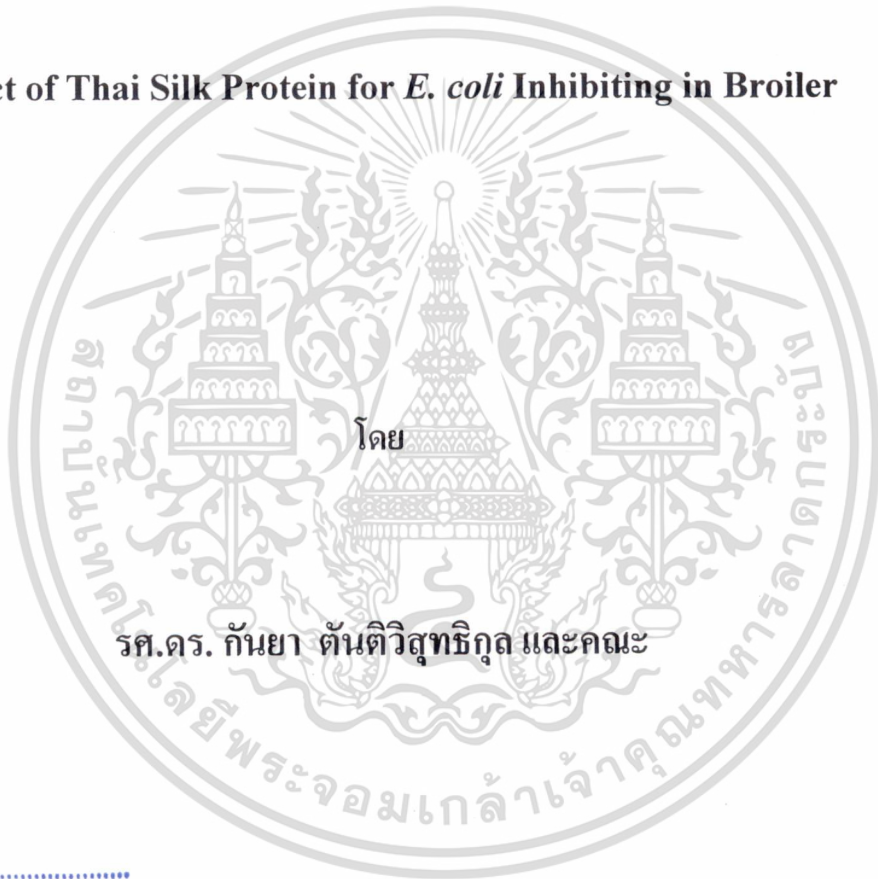 ct of Thai Silk Protein for E. coli Inhibiting in Broiler
โดย
รศ.ดร. กันยา ตันติวิสุทธิกุล และคณะ
สถาบันเทคโนโลยีพระจอมเกล้าเจ้าคุณทหารลาดกระบัง